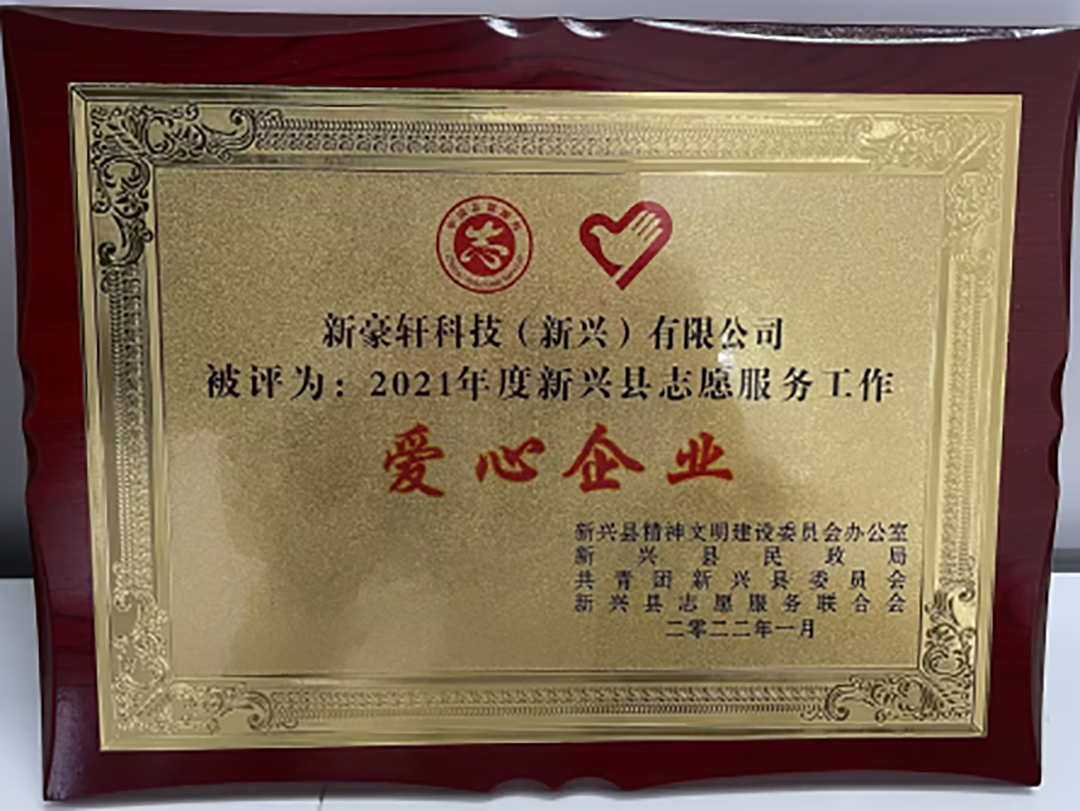 新豪轩科技（新兴）有限公司
被评为：2021年度新兴县志愿服务工作
爱心企业
新兴县精神文明建设委员会办公室
新兴县民政局
共青团新兴县委员会
新兴县志愿服务联合会
二零二二年一月